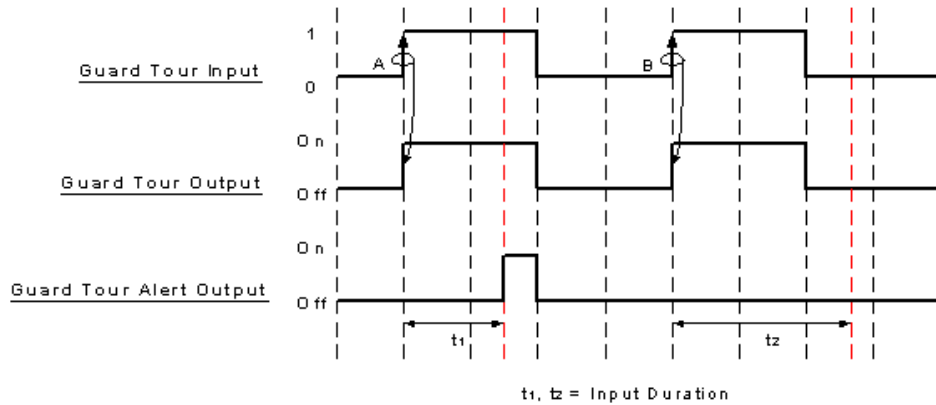 1
A
B
Guard Tour Input
0
On
Guard Tour Output
Off
On
Guard Tour Alert Output
Off
t1
t2
t1, t2 = Input Duration